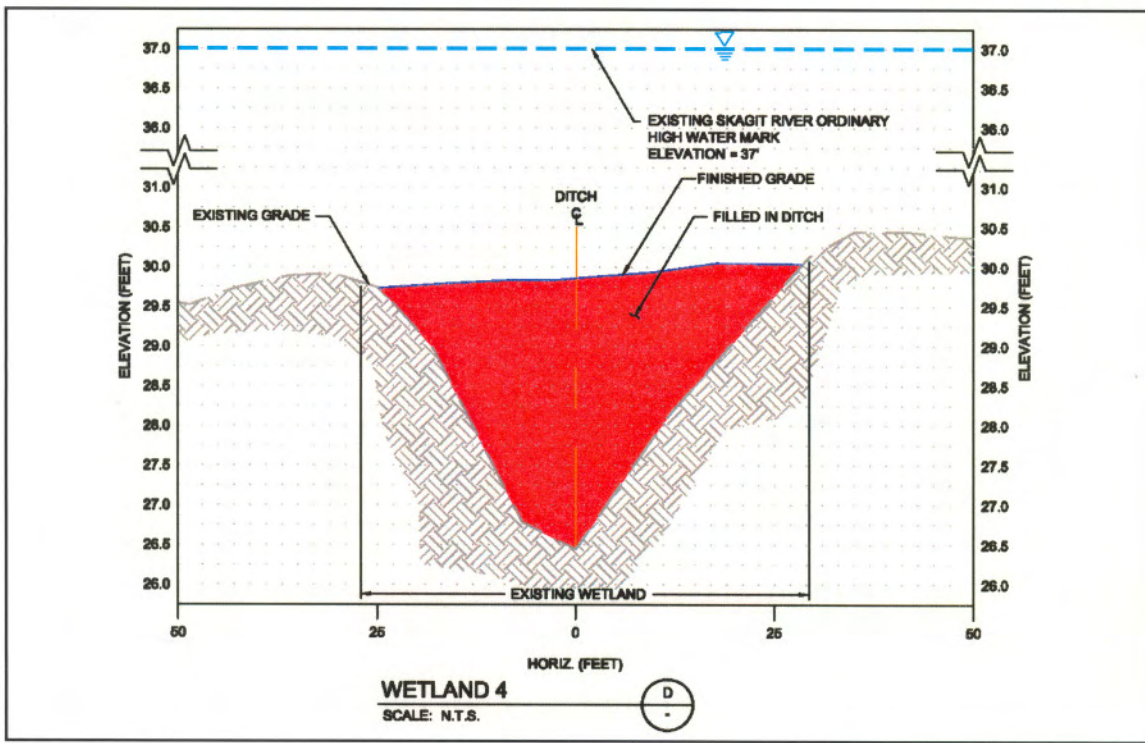 37.0
37.0
36.5
36.5
EXISTING SKAGIT RIVER ORDINARY
HIGH WATER MARK
ELEVATION = 37'
36.0
36.0
31.0
31.0
FINISHED GRADE
DITCH
℄
EXISTING GRADE
FILLED IN DITCH
30.5
30.5
30.0
30.0
ELEVATION (FEET)
ELEVATION (FEET)
29.5
29.5
29.0
29.0
28.5
28.5
28.0
28.0
27.5
27.5
27.0
27.0
26.5
26.5
26.0
26.0
EXISTING WETLAND
50
25
0
25
50
HORIZ. (FEET)
WETLAND 4
SCALE: N.T.S.
D
-